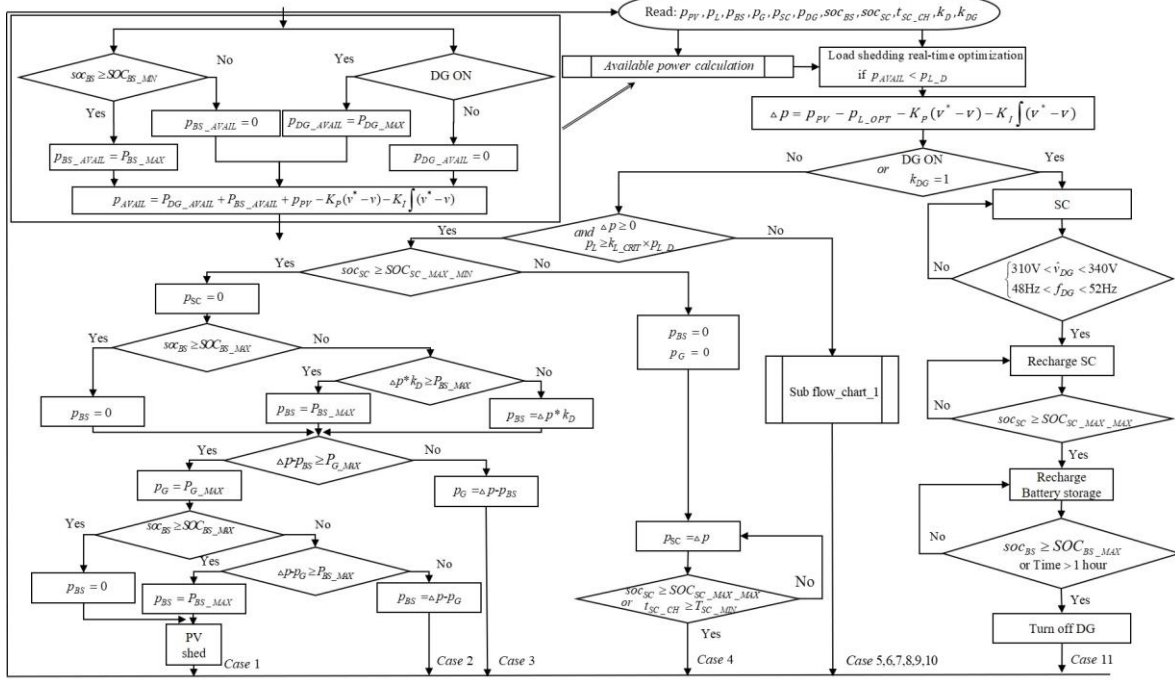 Read: p_PV, p_L, p_BS, p_G, p_SC, p_DG, soc_BS, soc_SC, t_SC_CH, k_D, k_DG
Available power calculation
Load shedding real-time optimization
if p_AVAIL < p_L_D
soc_BS ≥ SOC_BS_MIN
No
Yes
DG ON
Yes
No
p_BS_AVAIL = 0
p_DG_AVAIL = P_DG_MAX
p_BS_AVAIL = P_BS_MAX
p_DG_AVAIL = 0
p_AVAIL = P_DG_AVAIL + P_BS_AVAIL + p_PV − K_P(v* − v) − K_I∫(v* − v)
△p = p_PV − p_L_OPT − K_P(v* − v) − K_I∫(v* − v)
No
DG ON
or k_DG = 1
Yes
SC
Yes
△p ≥ 0
and p_L ≥ k_L_CRIT × p_L_D
No
No
310V < v̂_DG < 340V
48Hz < f_DG < 52Hz
Yes
Yes
soc_SC ≥ SOC_SC_MAX_MIN
No
p_SC = 0
Yes
soc_BS ≥ SOC_BS_MAX
No
p_BS = 0
p_G = 0
Sub flow_chart_1
Recharge SC
Yes
△p* k_D ≥ P_BS_MAX
No
p_BS = 0
p_BS = P_BS_MAX
p_BS = △p* k_D
No
soc_SC ≥ SOC_SC_MAX_MAX
Yes
Yes
△p-p_BS ≥ P_G_MAX
No
p_G = P_G_MAX
p_G = △p-p_BS
Recharge
Battery storage
Yes
soc_BS ≥ SOC_BS_MAX
No
p_SC = △p
No
soc_BS ≥ SOC_BS_MAX
or Time > 1 hour
Yes
Yes
△p-p_G ≥ P_BS_MAX
No
p_BS = 0
p_BS = P_BS_MAX
p_BS = △p-p_G
soc_SC ≥ SOC_SC_MAX_MAX
or t_SC_CH ≥ T_SC_MIN
No
Yes
Turn off DG
PV
shed
Case 1
Case 2
Case 3
Case 4
Case 5,6,7,8,9,10
Case 11